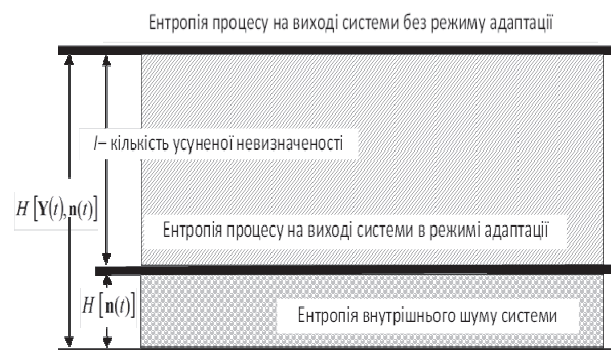 Ентропія процесу на виході системи без режиму адаптації
I – кількість усуненої невизначеності
H [Y(t),n(t)]
Ентропія процесу на виході системи в режимі адаптації
H [n(t)]
Ентропія внутрішнього шуму системи